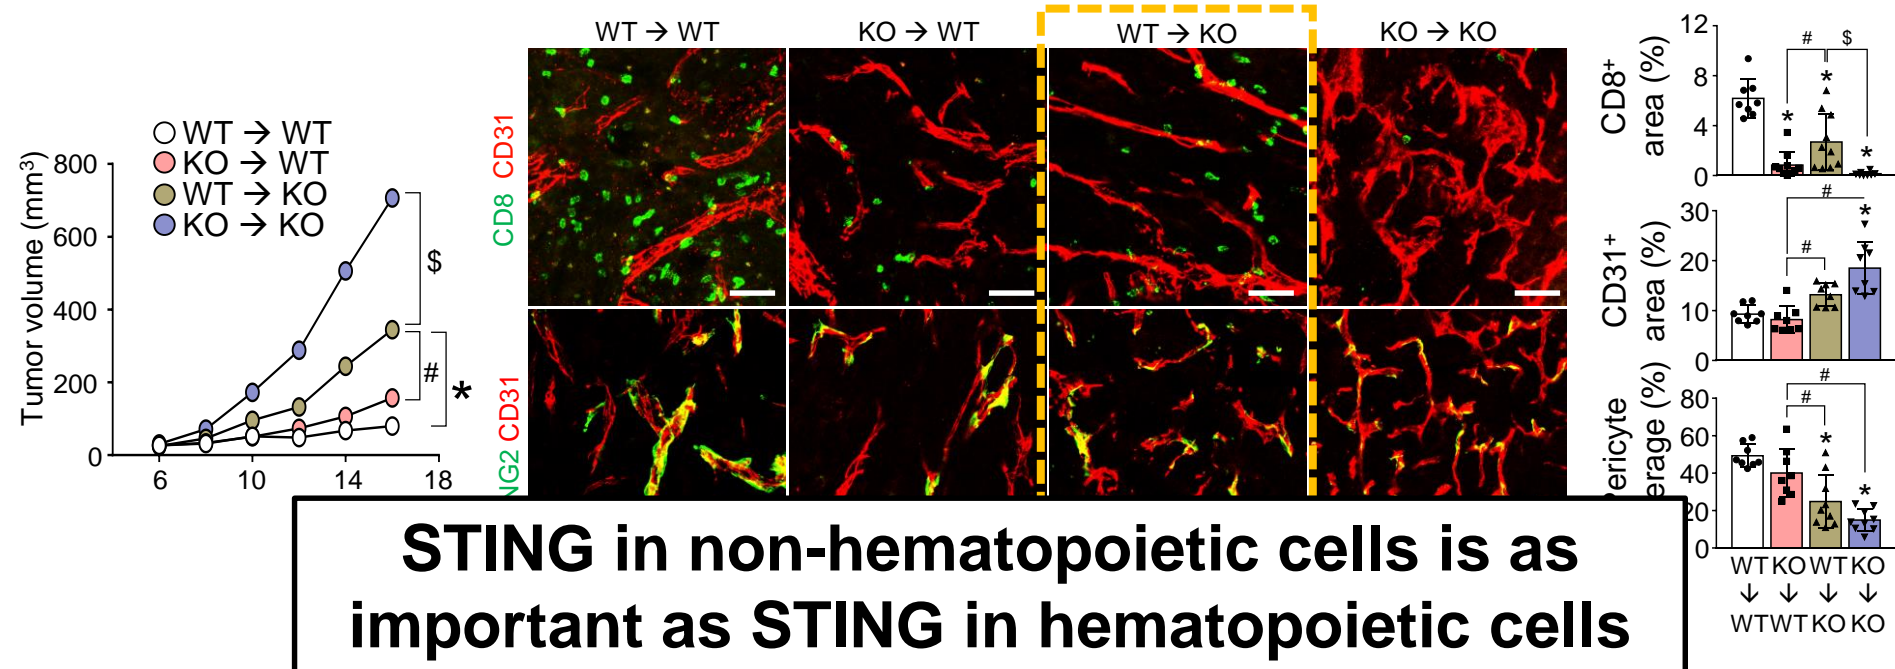 WT → WT
KO → WT
WT → KO
KO → KO
WT → WT
KO → WT
WT → KO
KO → KO
Tumor volume (mm³)
800
600
400
200
0
6
10
14
18
$
#
*
CD8 CD31
NG2 CD31
CD8⁺
area (%)
12
8
4
0
*
#
*
$
*
CD31⁺
area (%)
30
20
10
0
#
#
*
Pericyte
erage (%)
80
60
40
20
0
#
#
*
*
WT KO WT KO
↓ ↓ ↓ ↓
WT WT KO KO
STING in non-hematopoietic cells is as
important as STING in hematopoietic cells